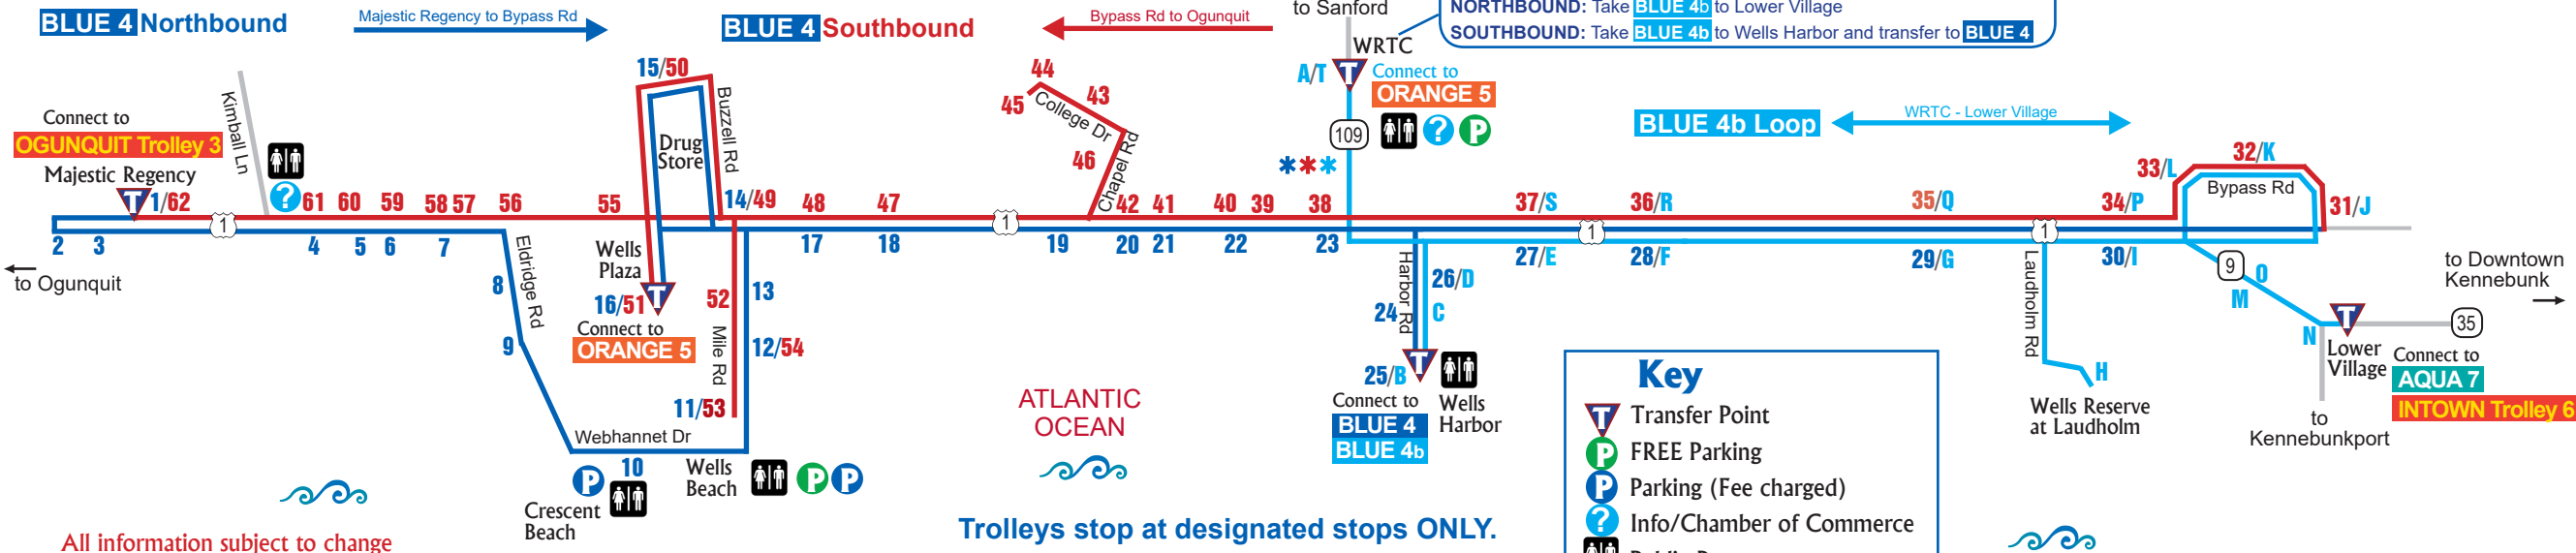 BLUE 4 Northbound
Majestic Regency to Bypass Rd
BLUE 4 Southbound
Bypass Rd to Ogunquit
to Sanford
NORTHBOUND: Take BLUE 4b to Lower Village
SOUTHBOUND: Take BLUE 4b to Wells Harbor and transfer to BLUE 4
WRTC
A/T
T
Connect to
ORANGE 5
109
?
P
***
BLUE 4b Loop
WRTC - Lower Village
Connect to
OGUNQUIT Trolley 3
Majestic Regency
T
Kimball Ln
?
15/50
Drug
Store
Buzzell Rd
44
45
43
College Dr
46
Chapel Rd
1/62
61
60
59
58
57
56
55
14/49
48
47
42
41
40
39
38
37/S
36/R
35/Q
34/P
33/L
32/K
Bypass Rd
31/J
1
1
1
1
2
3
4
5
6
7
17
18
19
20
21
22
23
27/E
28/F
29/G
30/I
to Ogunquit
8
Eldridge Rd
9
Wells
Plaza
16/51
T
Connect to
ORANGE 5
52
13
Mile Rd
12/54
11/53
Webhannet Dr
P
10
Crescent
Beach
Wells
Beach
P
P
ATLANTIC
OCEAN
Harbor Rd
26/D
24
C
25/B
T
Connect to
BLUE 4
BLUE 4b
Wells
Harbor
Laudholm Rd
H
Wells Reserve
at Laudholm
9
O
M
N
T
35
Lower
Village
Connect to
AQUA 7
INTOWN Trolley 6
to
Kennebunkport
to Downtown
Kennebunk
Key
T Transfer Point
P FREE Parking
P Parking (Fee charged)
? Info/Chamber of Commerce
Trolleys stop at designated stops ONLY.
All information subject to change